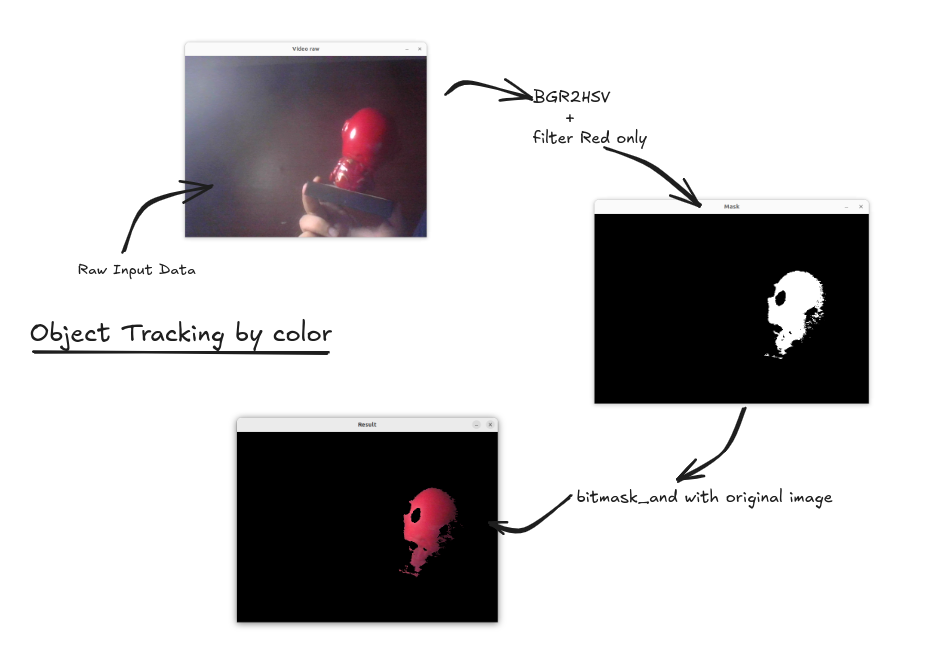 Video raw
BGR2HSV
+
filter Red only
Mask
Raw Input Data
Object Tracking by color
Result
bitmask_and with original image